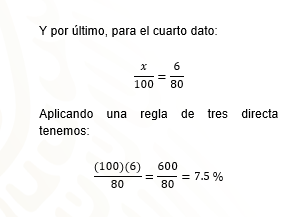 Y por último, para el cuarto dato:
x/100 = 6/80
Aplicando una regla de tres directa
tenemos:
(100)(6)/80 = 600/80 = 7.5 %